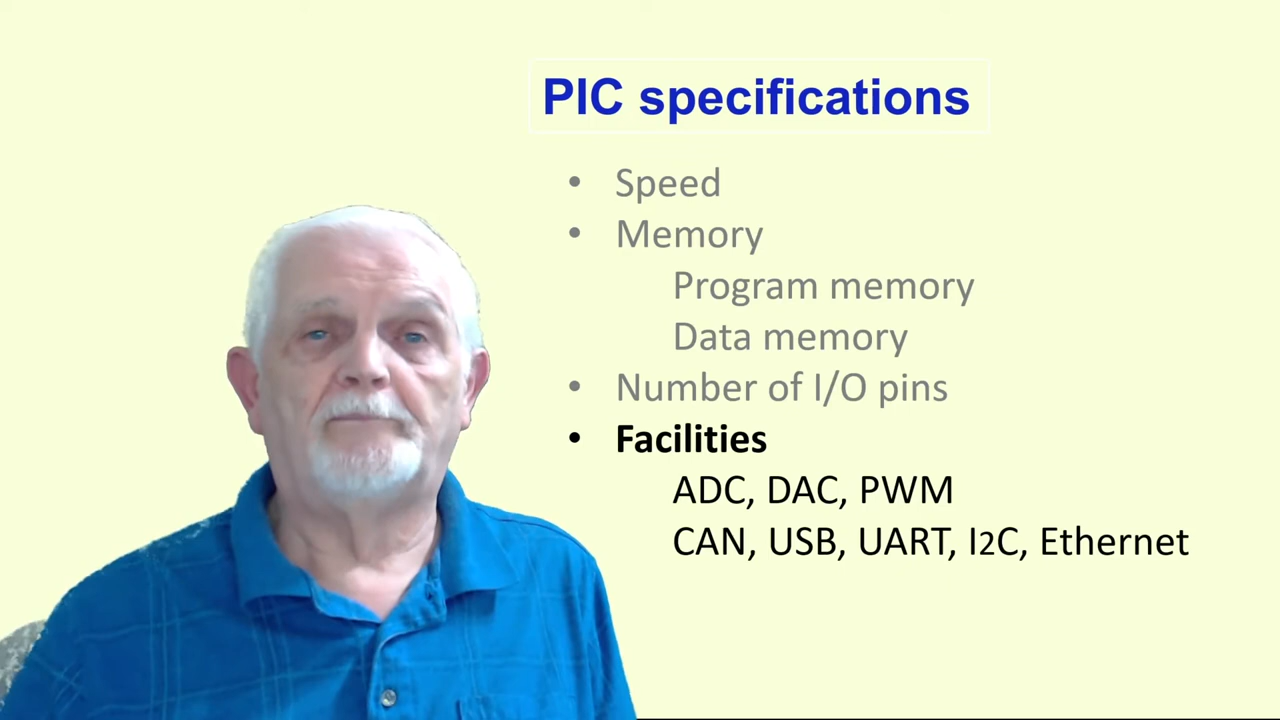 PIC specifications
• Speed
• Memory
Program memory
Data memory
• Number of I/O pins
• Facilities
ADC, DAC, PWM
CAN, USB, UART, I2C, Ethernet